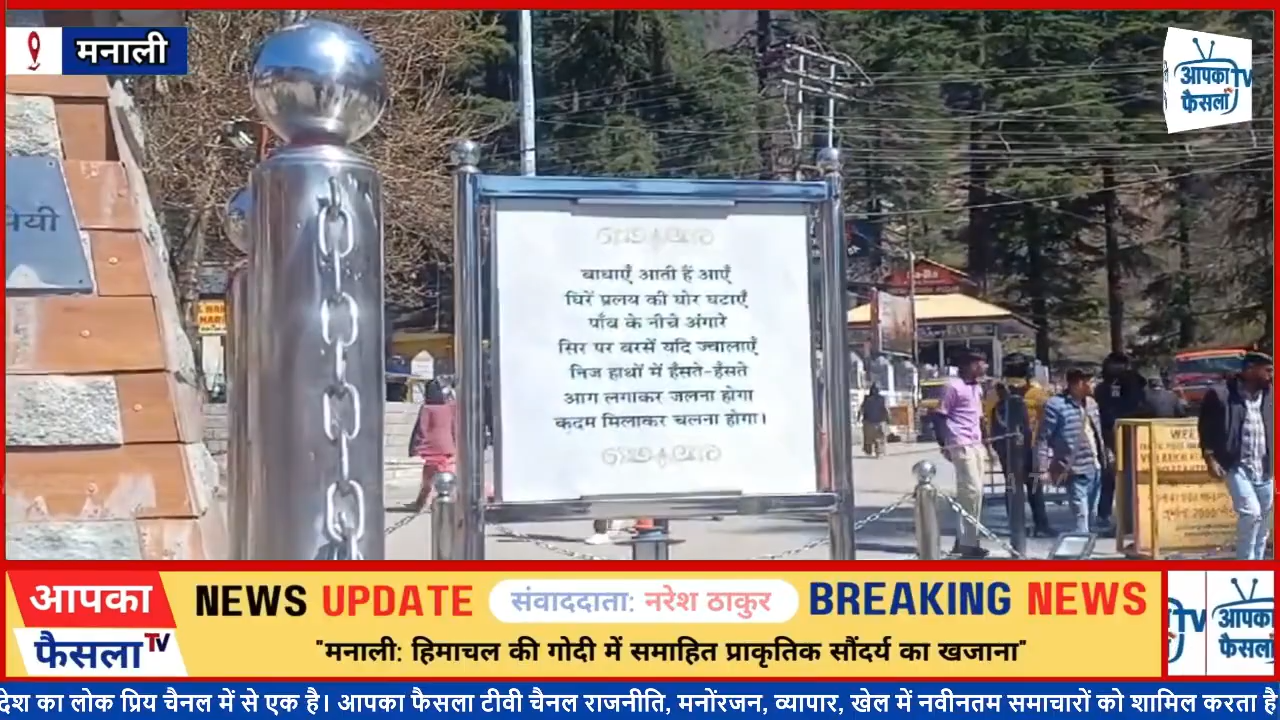 मनाली
आपका TV
फैसला
बाधाएँ आती हैं आएँ
घिरें प्रलय की घोर घटाएँ
पाँव के नीचे अंगारे
सिर पर बरसें यदि ज्वालाएँ
निज हाथों में हँसते-हँसते
आग लगाकर जलना होगा
कदम मिलाकर चलना होगा।
आपका
फैसला TV
NEWS UPDATE
संवाददाता: नरेश ठाकुर
BREAKING NEWS
"मनाली: हिमाचल की गोदी में समाहित प्राकृतिक सौंदर्य का खजाना"
TV
आपका
फैसला
देश का लोक प्रिय चैनल में से एक है। आपका फैसला टीवी चैनल राजनीति, मनोरंजन, व्यापार, खेल में नवीनतम समाचारों को शामिल करता है